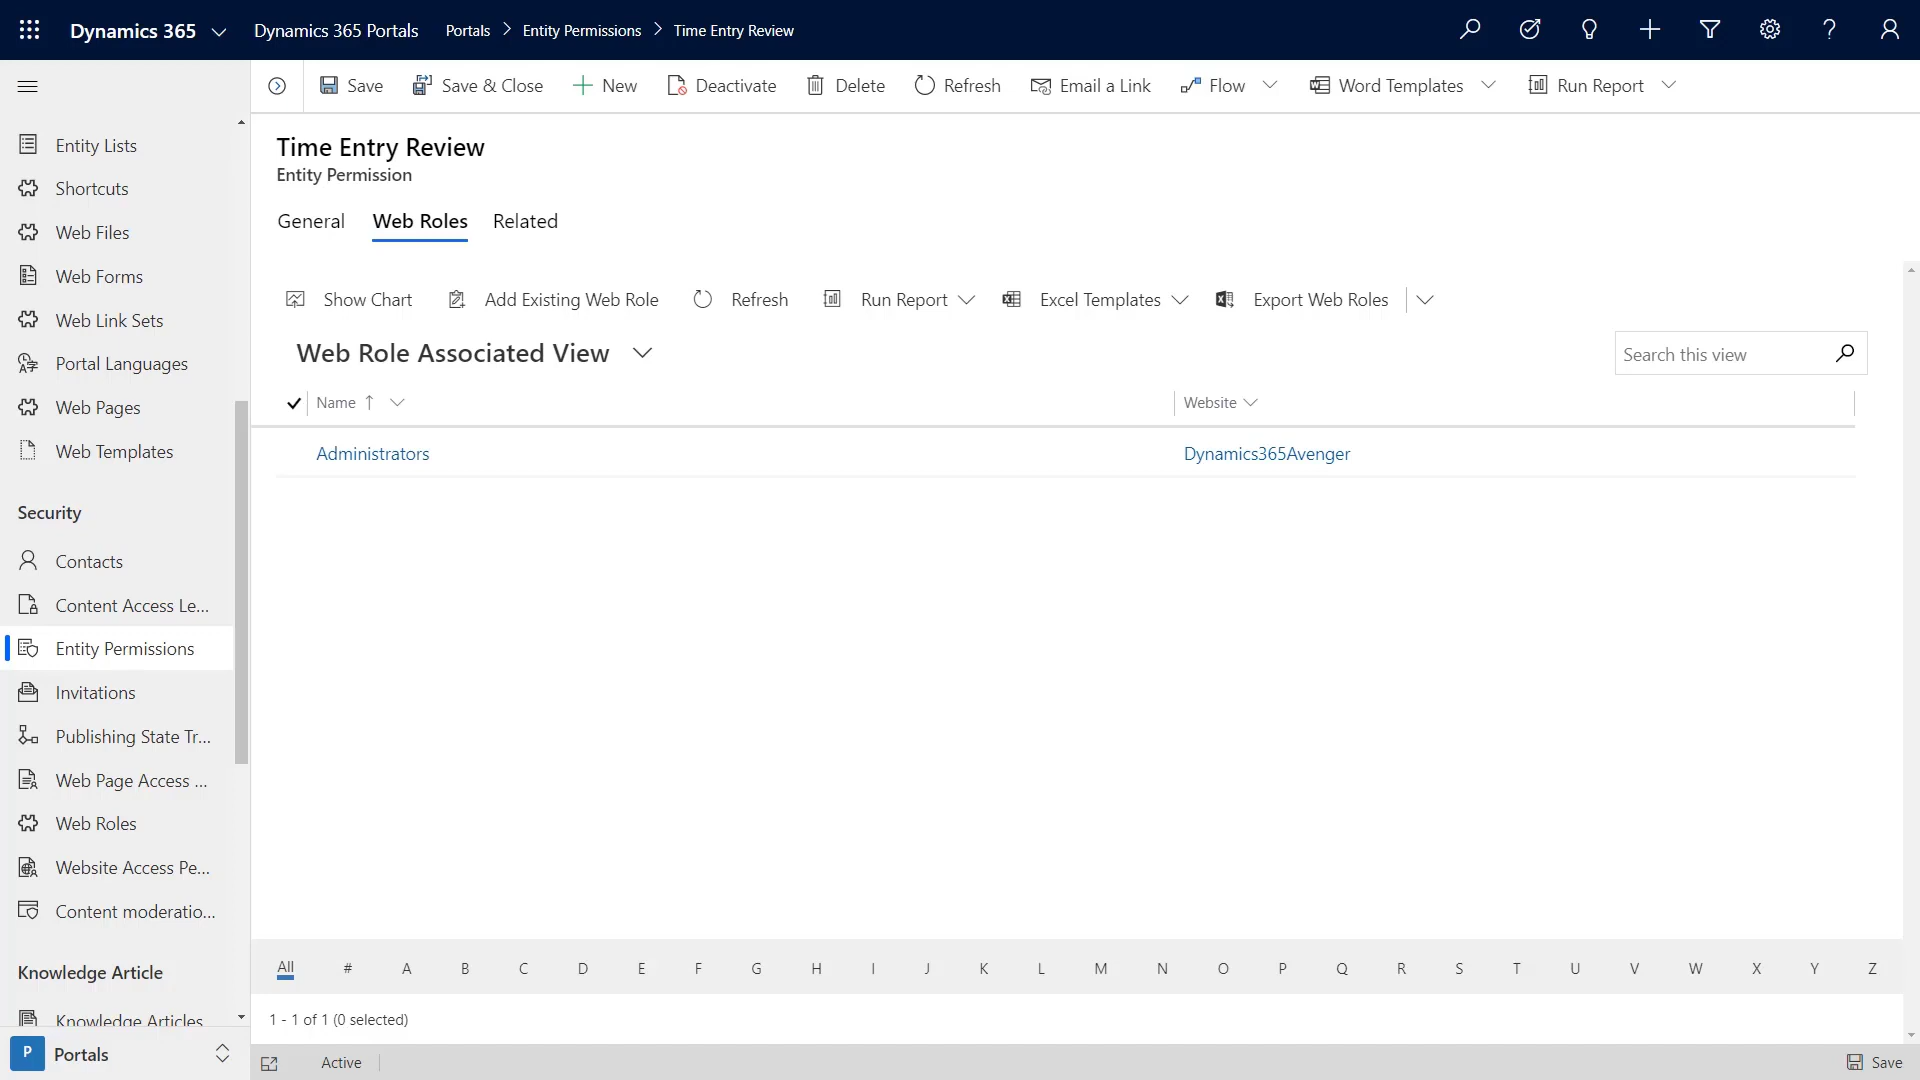 Dynamics 365
Dynamics 365 Portals
Portals
Entity Permissions
Time Entry Review
Save
Save & Close
New
Deactivate
Delete
Refresh
Email a Link
Flow
Word Templates
Run Report
Entity Lists
Shortcuts
Web Files
Web Forms
Web Link Sets
Portal Languages
Web Pages
Web Templates
Security
Contacts
Content Access Le...
Entity Permissions
Invitations
Publishing State Tr...
Web Page Access ...
Web Roles
Website Access Pe...
Content moderatio...
Knowledge Article
Knowledge Articles
P Portals
Time Entry Review
Entity Permission
General Web Roles Related
Show Chart
Add Existing Web Role
Refresh
Run Report
Excel Templates
Export Web Roles
Web Role Associated View
Search this view
Name
Website
Administrators
Dynamics365Avenger
All # A B C D E F G H I J K L M N O P Q R S T U V W X Y Z
1 - 1 of 1 (0 selected)
Active
Save